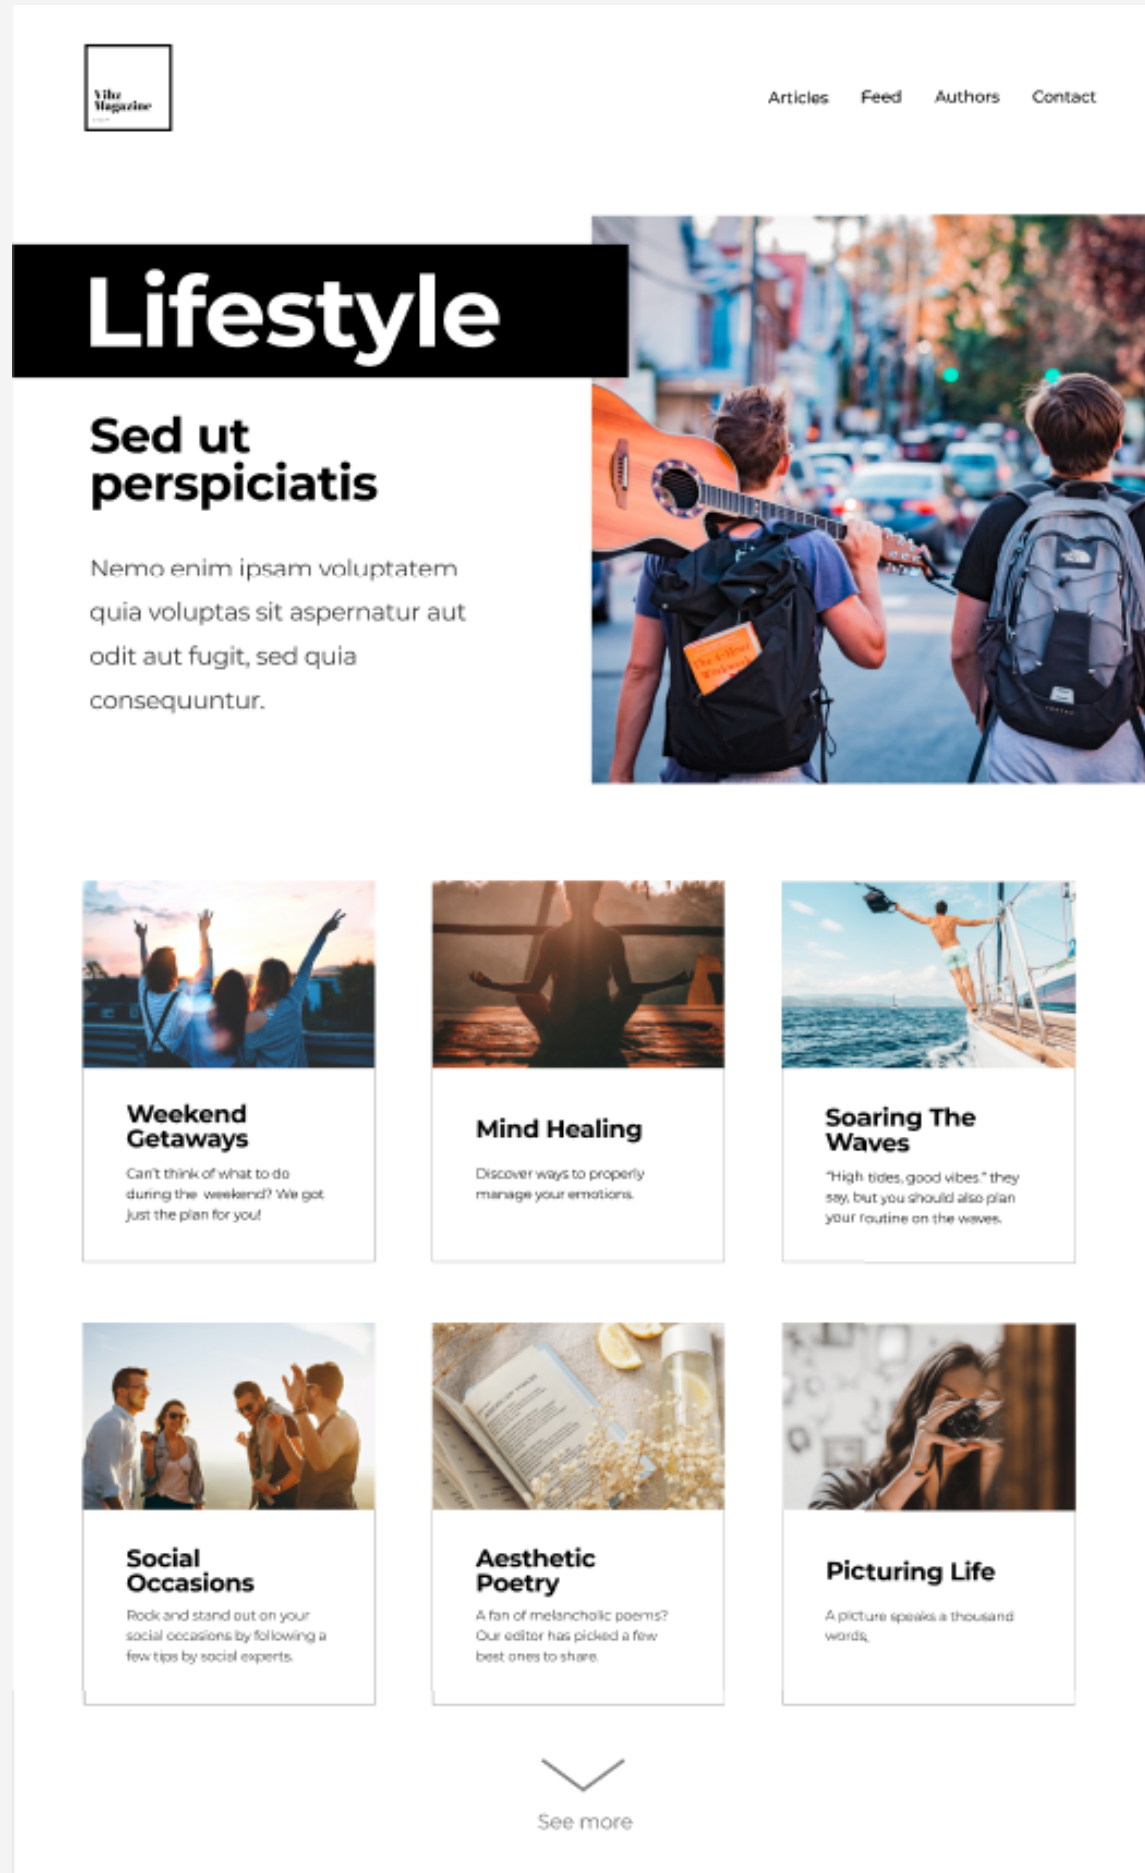 Vibz
Magazine
Articles Feed Authors Contact
Lifestyle
Sed ut
perspiciatis
Nemo enim ipsam voluptatem
quia voluptas sit aspernatur aut
odit aut fugit, sed quia
consequuntur.
The 4-Hour
Workweek
Weekend
Getaways
Can't think of what to do
during the weekend? We got
just the plan for you!
Mind Healing
Discover ways to properly
manage your emotions.
Soaring The
Waves
"High tides, good vibes." they
say, but you should also plan
your routine on the waves.
Social
Occasions
Rock and stand out on your
social occasions by following a
few tips by social experts.
Aesthetic
Poetry
A fan of melancholic poems?
Our editor has picked a few
best ones to share.
Picturing Life
A picture speaks a thousand
words,
See more